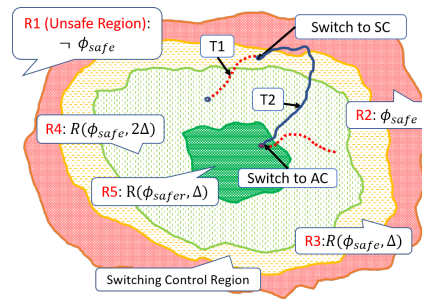 R1 (Unsafe Region):
¬ ϕ_safe
Switch to SC
T1
T2
R2: ϕ_safe
R4: R(ϕ_safe, 2Δ)
R5: R(ϕ_safer, Δ)
Switch to AC
R3:R(ϕ_safe, Δ)
Switching Control Region